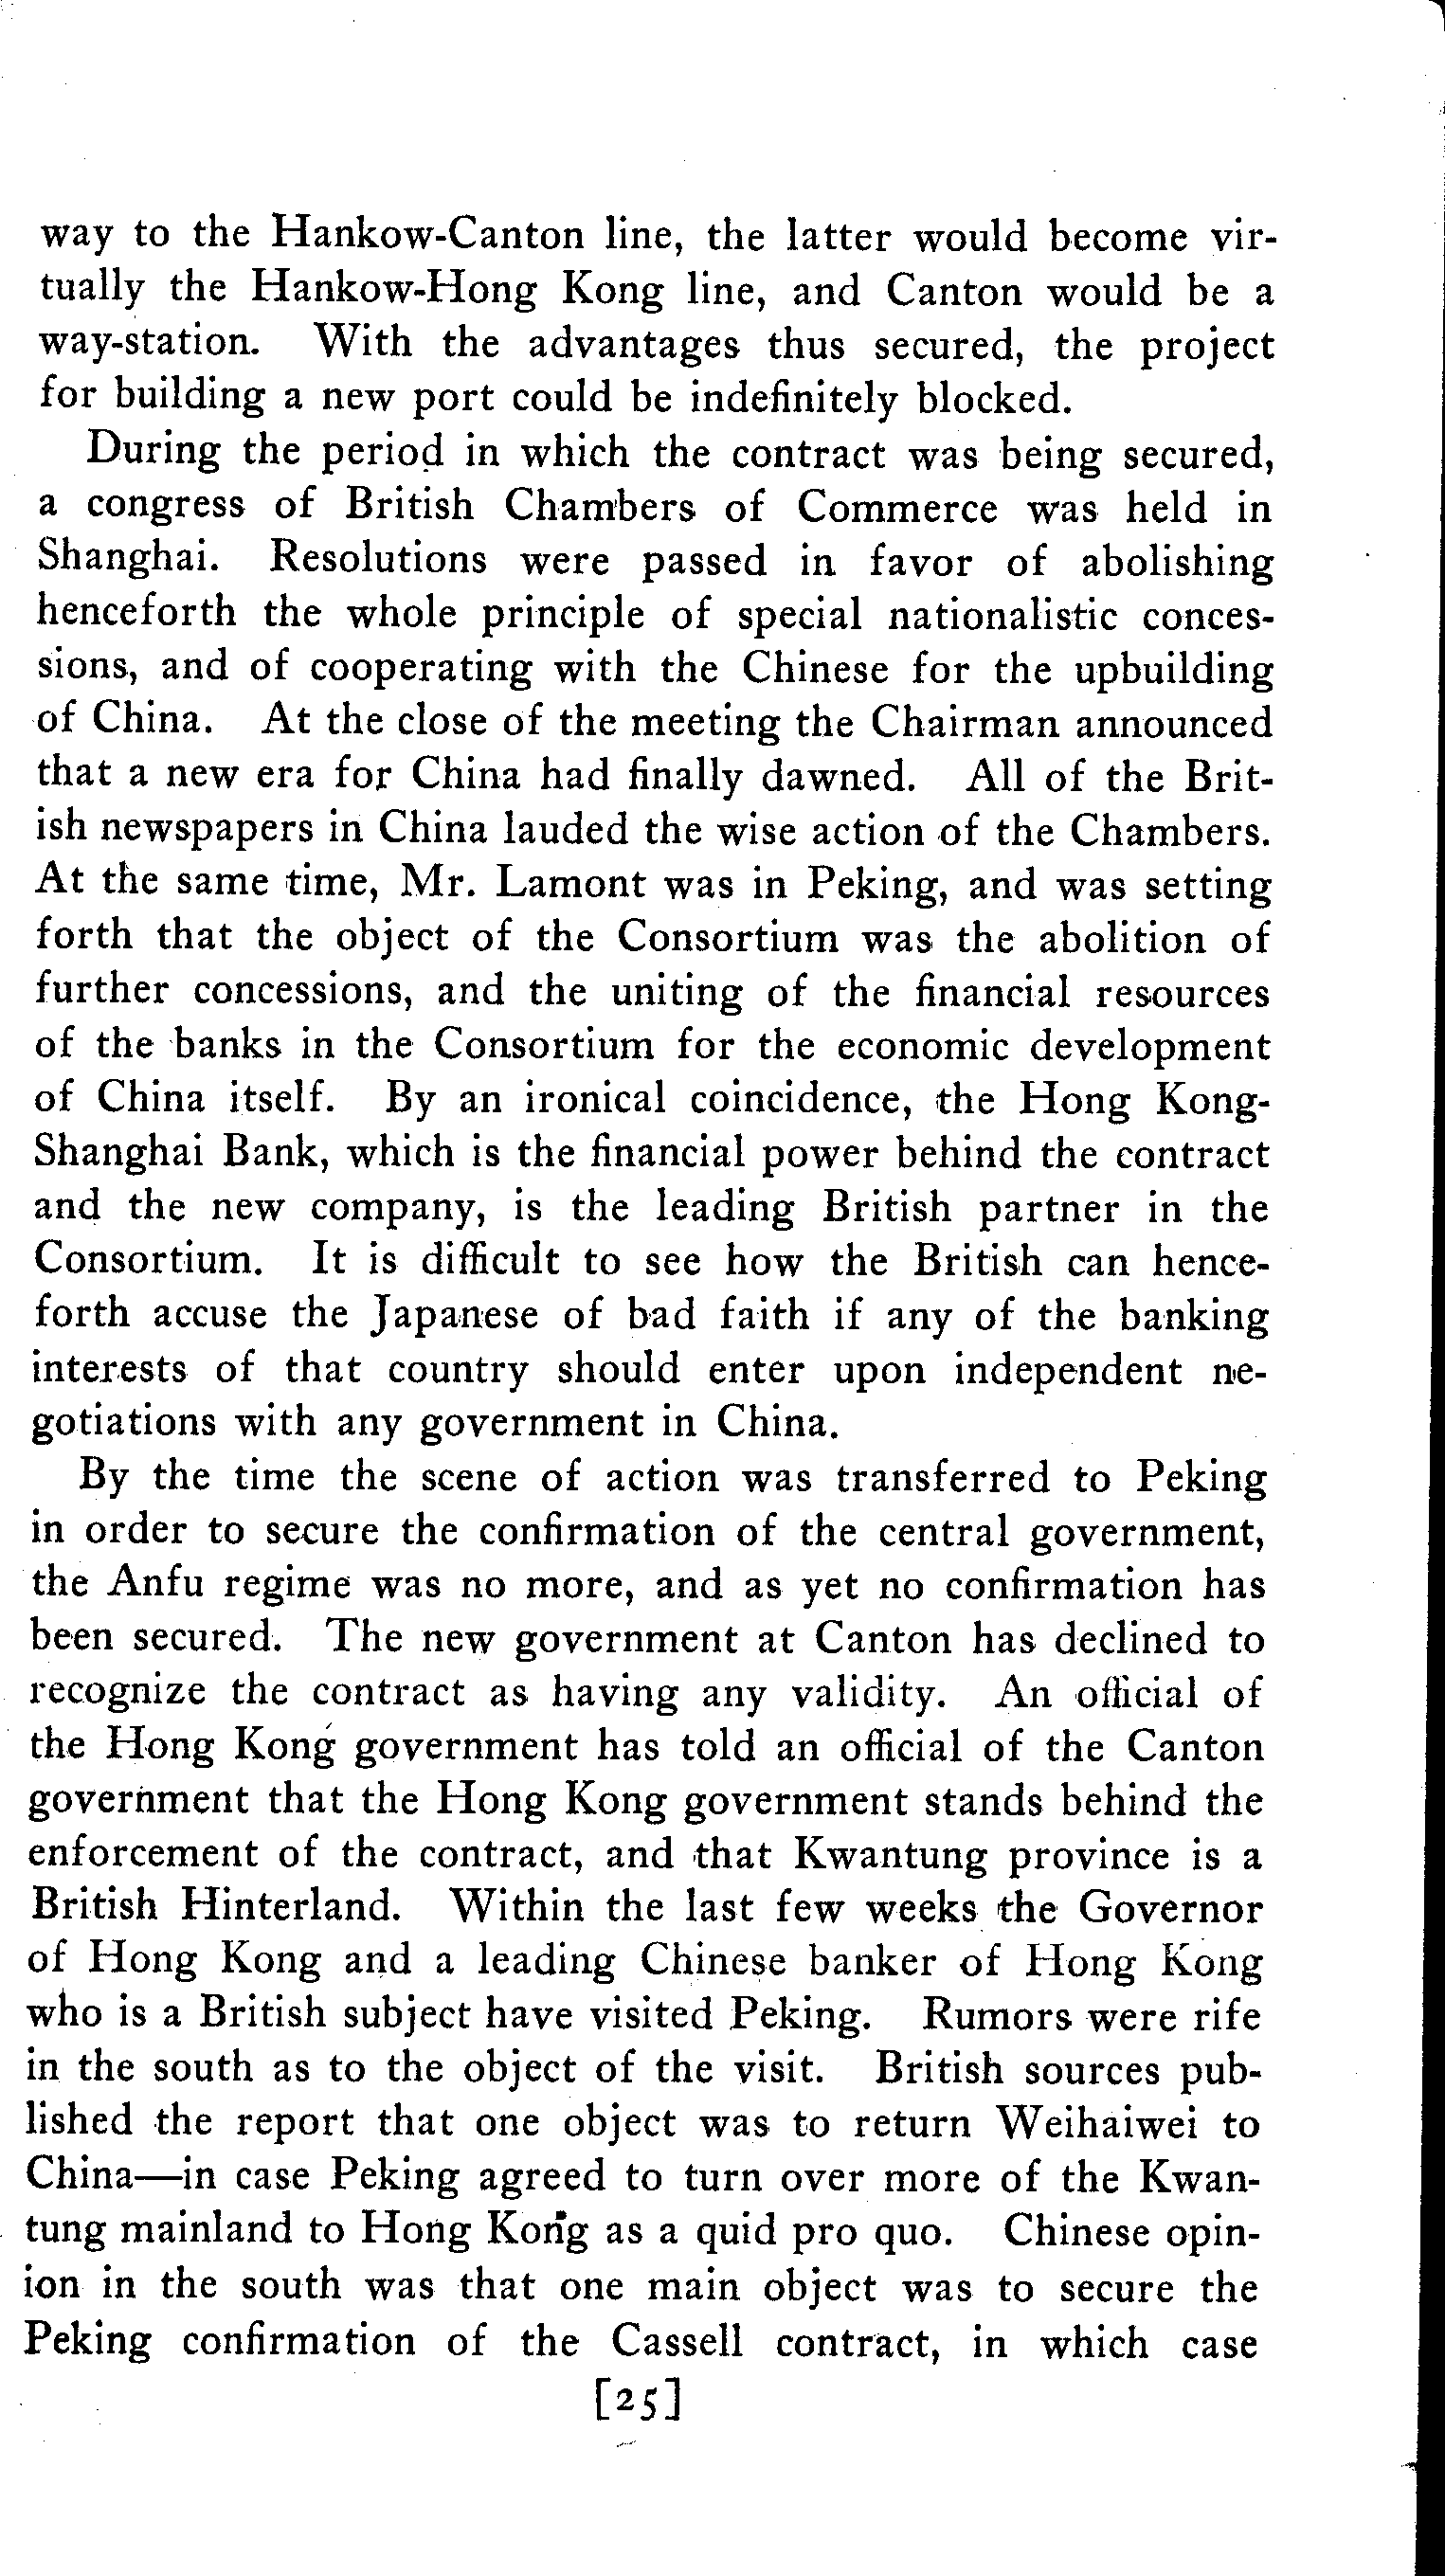 way to the Hankow-Canton line, the latter would become vir-
tually the Hankow-Hong Kong line, and Canton would be a
way-station. With the advantages thus secured, the project
for building a new port could be indefinitely blocked.
During the period in which the contract was being secured,
a congress of British Chambers of Commerce was held in
Shanghai. Resolutions were passed in favor of abolishing
henceforth the whole principle of special nationalistic conces-
sions, and of cooperating with the Chinese for the upbuilding
of China. At the close of the meeting the Chairman announced
that a new era for China had finally dawned. All of the Brit-
ish newspapers in China lauded the wise action of the Chambers.
At the same time, Mr. Lamont was in Peking, and was setting
forth that the object of the Consortium was the abolition of
further concessions, and the uniting of the financial resources
of the banks in the Consortium for the economic development
of China itself. By an ironical coincidence, the Hong Kong-
Shanghai Bank, which is the financial power behind the contract
and the new company, is the leading British partner in the
Consortium. It is difficult to see how the British can hence-
forth accuse the Japanese of bad faith if any of the banking
interests of that country should enter upon independent ne-
gotiations with any government in China.
By the time the scene of action was transferred to Peking
in order to secure the confirmation of the central government,
the Anfu regime was no more, and as yet no confirmation has
been secured. The new government at Canton has declined to
recognize the contract as having any validity. An official of
the Hong Kong government has told an official of the Canton
government that the Hong Kong government stands behind the
enforcement of the contract, and that Kwantung province is a
British Hinterland. Within the last few weeks the Governor
of Hong Kong and a leading Chinese banker of Hong Kong
who is a British subject have visited Peking. Rumors were rife
in the south as to the object of the visit. British sources pub-
lished the report that one object was to return Weihaiwei to
China—in case Peking agreed to turn over more of the Kwan-
tung mainland to Hong Kong as a quid pro quo. Chinese opin-
ion in the south was that one main object was to secure the
Peking confirmation of the Cassell contract, in which case
[25]